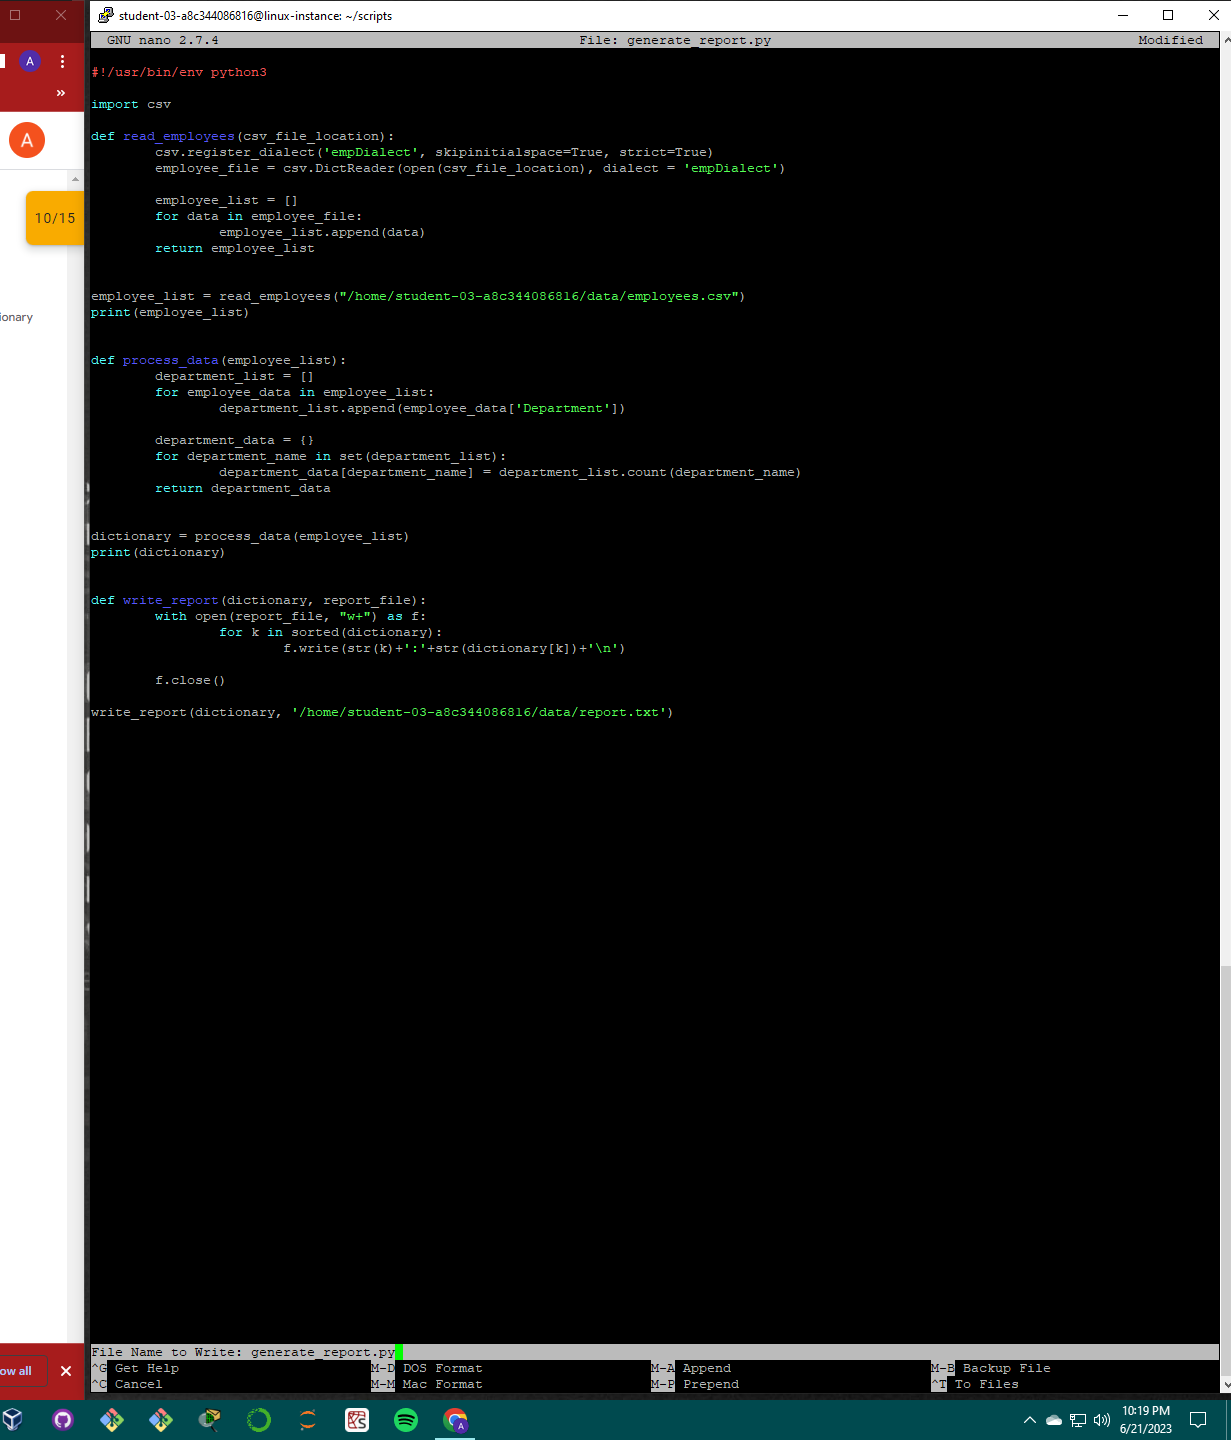 student-03-a8c344086816@linux-instance: ~/scripts
GNU nano 2.7.4 File: generate_report.py Modified
A
»
A
10/15
ionary
#!/usr/bin/env python3
import csv
def read_employees(csv_file_location):
csv.register_dialect('empDialect', skipinitialspace=True, strict=True)
employee_file = csv.DictReader(open(csv_file_location), dialect = 'empDialect')
employee_list = []
for data in employee_file:
employee_list.append(data)
return employee_list
employee_list = read_employees("/home/student-03-a8c344086816/data/employees.csv")
print(employee_list)
def process_data(employee_list):
department_list = []
for employee_data in employee_list:
department_list.append(employee_data['Department'])
department_data = {}
for department_name in set(department_list):
department_data[department_name] = department_list.count(department_name)
return department_data
dictionary = process_data(employee_list)
print(dictionary)
def write_report(dictionary, report_file):
with open(report_file, "w+") as f:
for k in sorted(dictionary):
f.write(str(k)+':'+str(dictionary[k])+'\n')
f.close()
write_report(dictionary, '/home/student-03-a8c344086816/data/report.txt')
File Name to Write: generate_report.py
^G Get Help M-D DOS Format M-A Append M-B Backup File
^C Cancel M-M Mac Format M-P Prepend ^T To Files
ow all
A
10:19 PM
6/21/2023